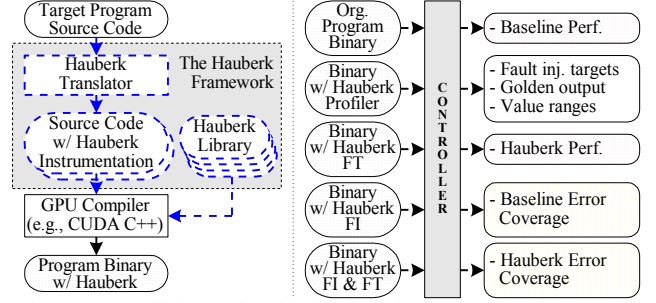 Target Program
Source Code
Hauberk
Translator
The Hauberk
Framework
Source Code
w/ Hauberk
Instrumentation
Hauberk
Library
GPU Compiler
(e.g., CUDA C++)
Program Binary
w/ Hauberk
Org.
Program
Binary
Binary
w/ Hauberk
Profiler
Binary
w/ Hauberk
FT
Binary
w/ Hauberk
FI
Binary
w/ Hauberk
FI & FT
CONTROLLER
- Baseline Perf.
- Fault inj. targets
- Golden output
- Value ranges
- Hauberk Perf.
- Baseline Error
Coverage
- Hauberk Error
Coverage